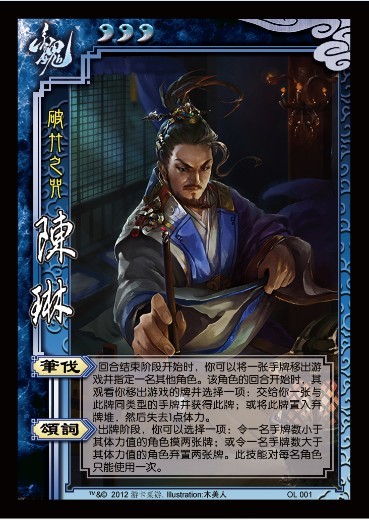 魏
破竹之咒
陳琳
筆伐
回合结束阶段开始时，你可以将一张手牌移出游
戏并指定一名其他角色。该角色的回合开始时，其
观看你移出游戏的牌并选择一项：交给你一张与
此牌同类型的手牌并获得此牌；或将此牌置入弃
牌堆，然后失去1点体力。
頌詞
出牌阶段，你可以选择一项：令一名手牌数小于
其体力值的角色摸两张牌；或令一名手牌数大于
其体力值的角色弃置两张牌。此技能对每名角色
只能使用一次。
™&© 2012 游卡桌游. Illustration:木美人
OL 001